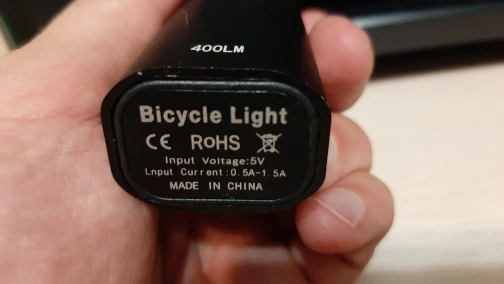 400LM
Bicycle Light
CE RoHS
Input Voltage:5V
Lnput Current:0.5A-1.5A
MADE IN CHINA